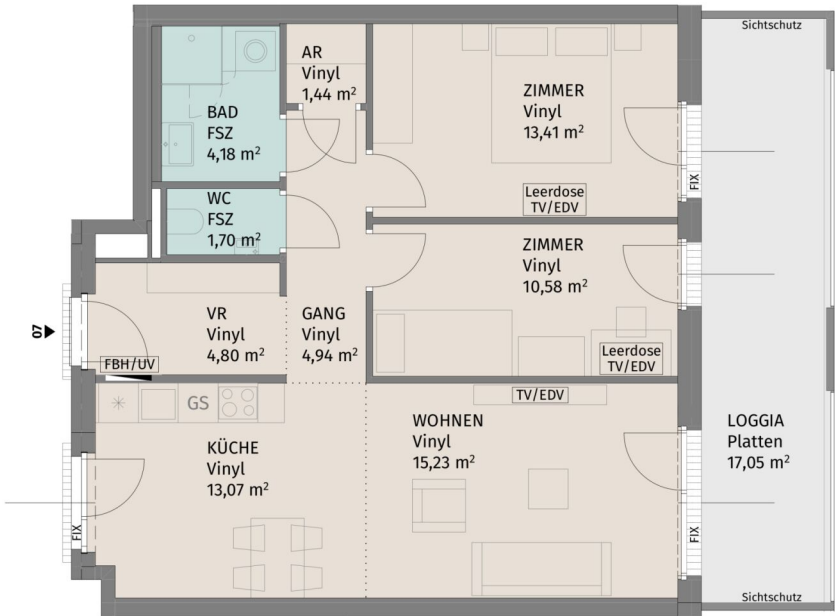 Sichtschutz
AR
Vinyl
1,44 m²
BAD
FSZ
4,18 m²
ZIMMER
Vinyl
13,41 m²
FIX
Leerdose
TV/EDV
WC
FSZ
1,70 m²
ZIMMER
Vinyl
10,58 m²
Leerdose
TV/EDV
07
VR
Vinyl
4,80 m²
FBH/UV
GANG
Vinyl
4,94 m²
GS
TV/EDV
KÜCHE
Vinyl
13,07 m²
WOHNEN
Vinyl
15,23 m²
LOGGIA
Platten
17,05 m²
FIX
FIX
Sichtschutz